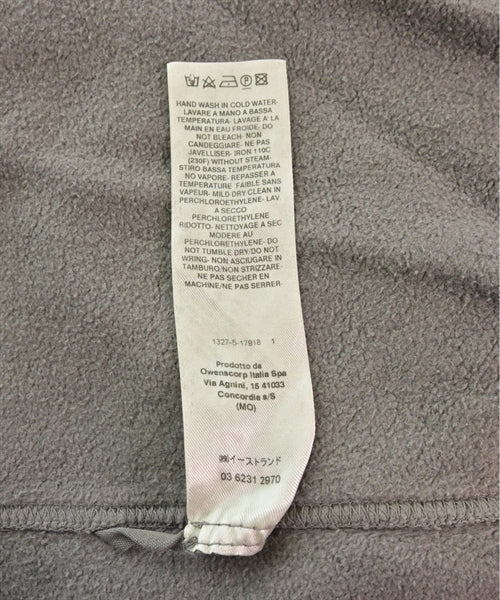 HAND WASH IN COLD WATER-
LAVARE A MANO A BASSA
TEMPERATURA- LAVAGE A LA
MAIN EN EAU FROIDE- DO
NOT BLEACH- NON
CANDEGGIARE- NE PAS
JAVELLISER- IRON 110C
(230F) WITHOUT STEAM-
STIRO BASSA TEMPERATURA
NO VAPORE- REPASSER A
TEMPERATURE FAIBLE SANS
VAPEUR- MILD DRY CLEAN IN
PERCHLOROETHYLENE- LAV.
A SECCO
PERCHLOROETHYLENE
RIDOTTO- NETTOYAGE A SEC
MODERE AU
PERCHLOROETHYLENE- DO
NOT TUMBLE DRY/DO NOT
WRING- NON ASCIUGARE IN
TAMBURO/NON STRIZZARE-
NE PAS SECHER EN
MACHINE/NE PAS SERRER
1327-5-17918 1
Prodotto da
Owenscorp Italia Spa
Via Agnini, 15 41033
Concordia s/S
(MO)
㈱イーストランド
03 6231 2970